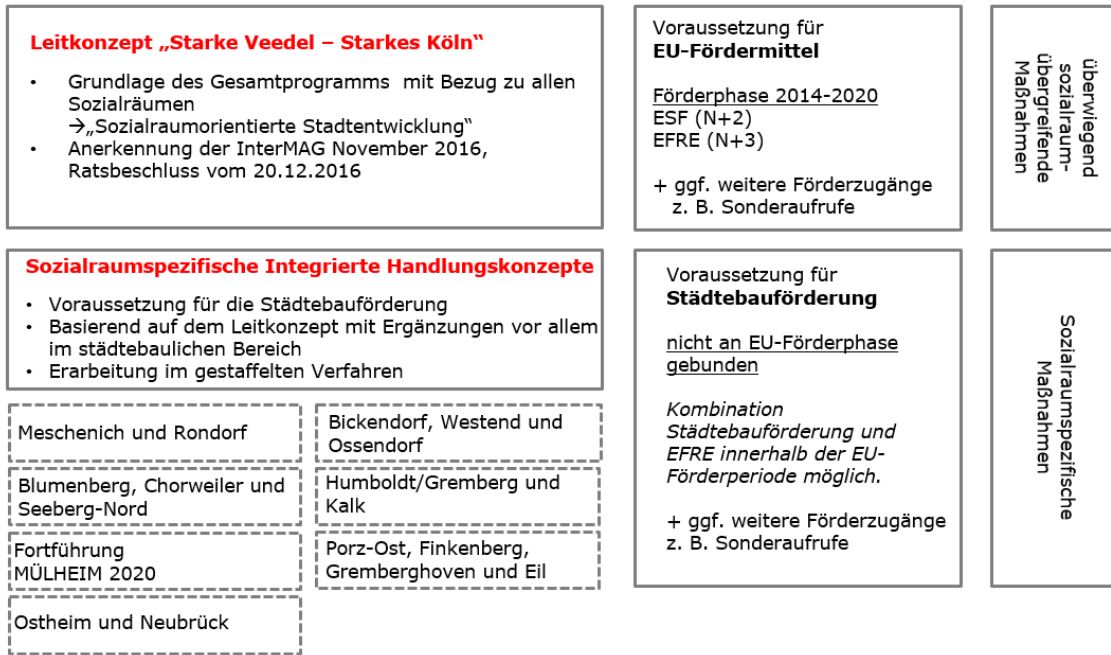 Leitkonzept „Starke Veedel – Starkes Köln“
• Grundlage des Gesamtprogramms mit Bezug zu allen
Sozialräumen
→„Sozialraumorientierte Stadtentwicklung“
• Anerkennung der InterMAG November 2016,
Ratsbeschluss vom 20.12.2016
Voraussetzung für
EU-Fördermittel
Förderphase 2014-2020
ESF (N+2)
EFRE (N+3)
+ ggf. weitere Förderzugänge
z. B. Sonderaufrufe
überwiegend
sozialraum-
übergreifende
Maßnahmen
Sozialraumspezifische Integrierte Handlungskonzepte
• Voraussetzung für die Städtebauförderung
• Basierend auf dem Leitkonzept mit Ergänzungen vor allem
im städtebaulichen Bereich
• Erarbeitung im gestaffelten Verfahren
Meschenich und Rondorf
Bickendorf, Westend und
Ossendorf
Blumenberg, Chorweiler und
Seeberg-Nord
Humboldt/Gremberg und
Kalk
Fortführung
MÜLHEIM 2020
Porz-Ost, Finkenberg,
Gremberghoven und Eil
Ostheim und Neubrück
Voraussetzung für
Städtebauförderung
nicht an EU-Förderphase
gebunden
Kombination
Städtebauförderung und
EFRE innerhalb der EU-
Förderperiode möglich.
+ ggf. weitere Förderzugänge
z. B. Sonderaufrufe
Sozialraumspezifische
Maßnahmen